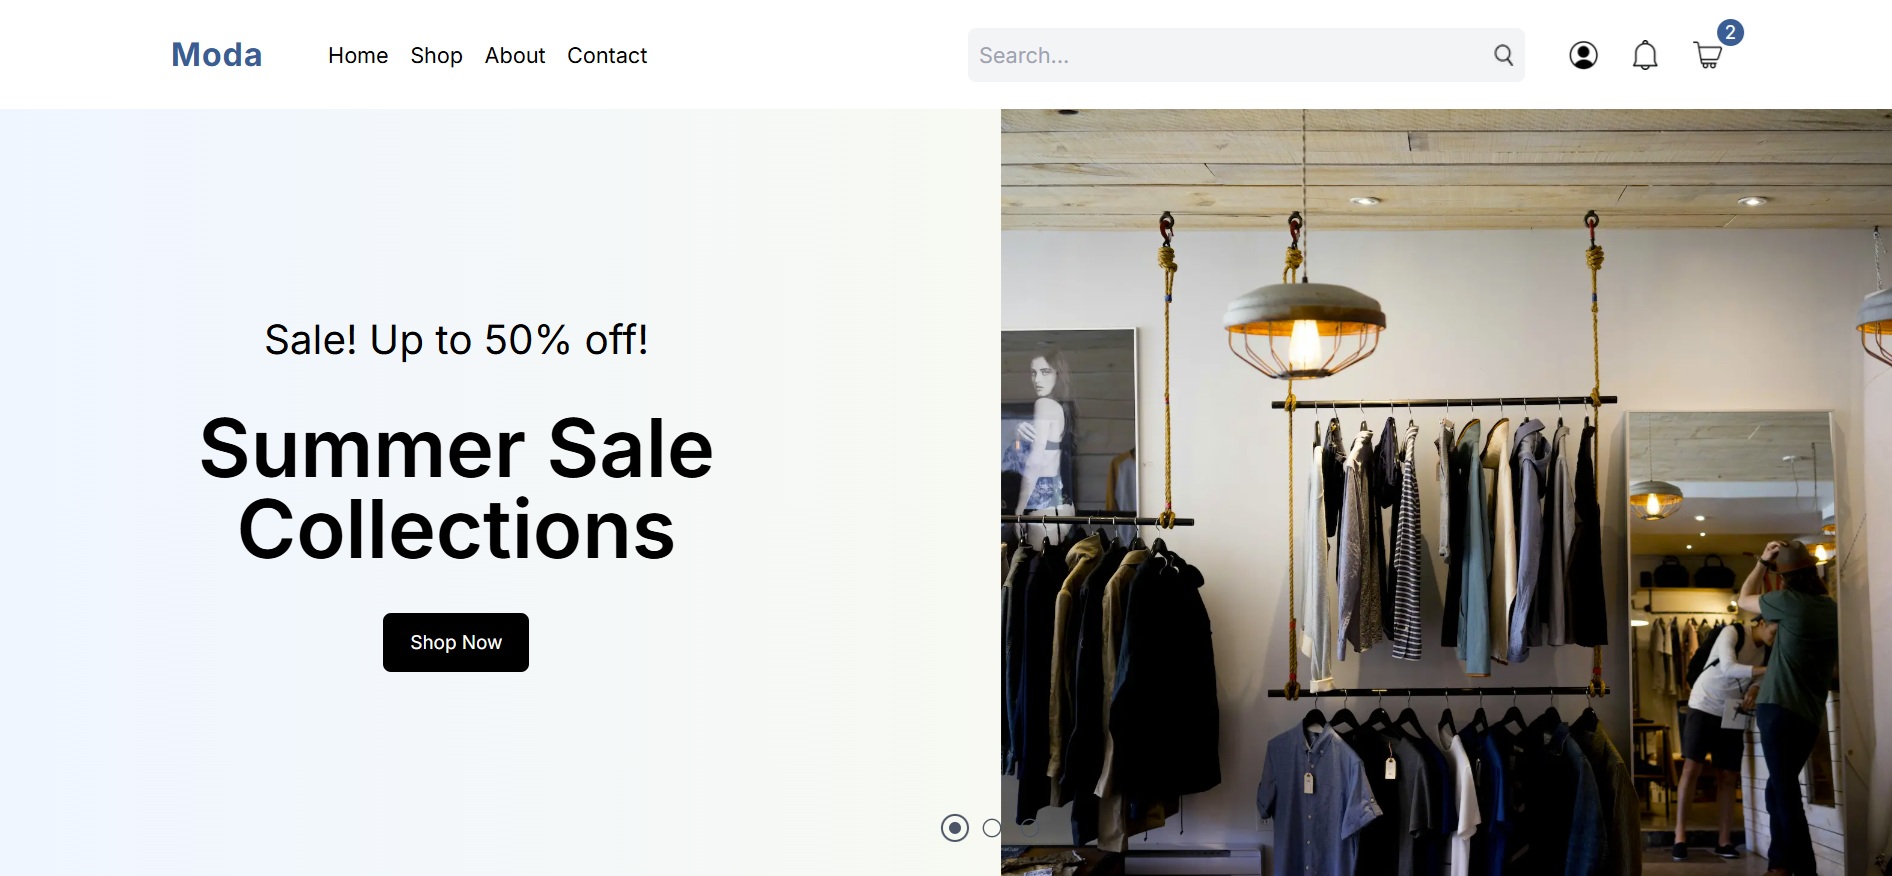 Moda
Home Shop About Contact
Search...
2
Sale! Up to 50% off!
Summer Sale
Collections
Shop Now